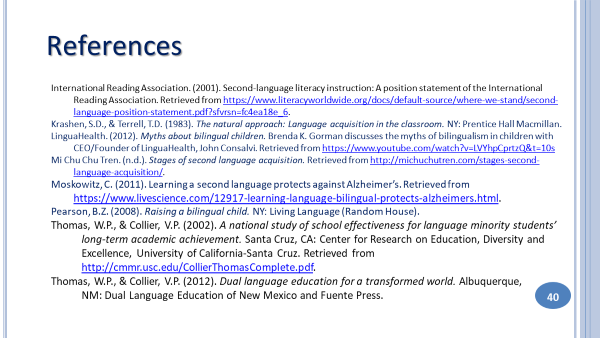 References
International Reading Association. (2001). Second-language literacy instruction: A position statement of the International
Reading Association. Retrieved from https://www.literacyworldwide.org/docs/default-source/where-we-stand/second-
language-position-statement.pdf?sfvrsn=fc4ea18e_6.
Krashen, S.D., & Terrell, T.D. (1983). The natural approach: Language acquisition in the classroom. NY: Prentice Hall Macmillan.
LinguaHealth. (2012). Myths about bilingual children. Brenda K. Gorman discusses the myths of bilingualism in children with
CEO/Founder of LinguaHealth, John Consalvi. Retrieved from https://www.youtube.com/watch?v=LVYhpCprtzQ&t=10s
Mi Chu Chu Tren. (n.d.). Stages of second language acquisition. Retrieved from http://michuchutren.com/stages-second-
language-acquisition/.
Moskowitz, C. (2011). Learning a second language protects against Alzheimer's. Retrieved from
https://www.livescience.com/12917-learning-language-bilingual-protects-alzheimers.html.
Pearson, B.Z. (2008). Raising a bilingual child. NY: Living Language (Random House).
Thomas, W.P., & Collier, V.P. (2002). A national study of school effectiveness for language minority students'
long-term academic achievement. Santa Cruz, CA: Center for Research on Education, Diversity and
Excellence, University of California-Santa Cruz. Retrieved from
http://cmmr.usc.edu/CollierThomasComplete.pdf.
Thomas, W.P., & Collier, V.P. (2012). Dual language education for a transformed world. Albuquerque,
NM: Dual Language Education of New Mexico and Fuente Press.
40